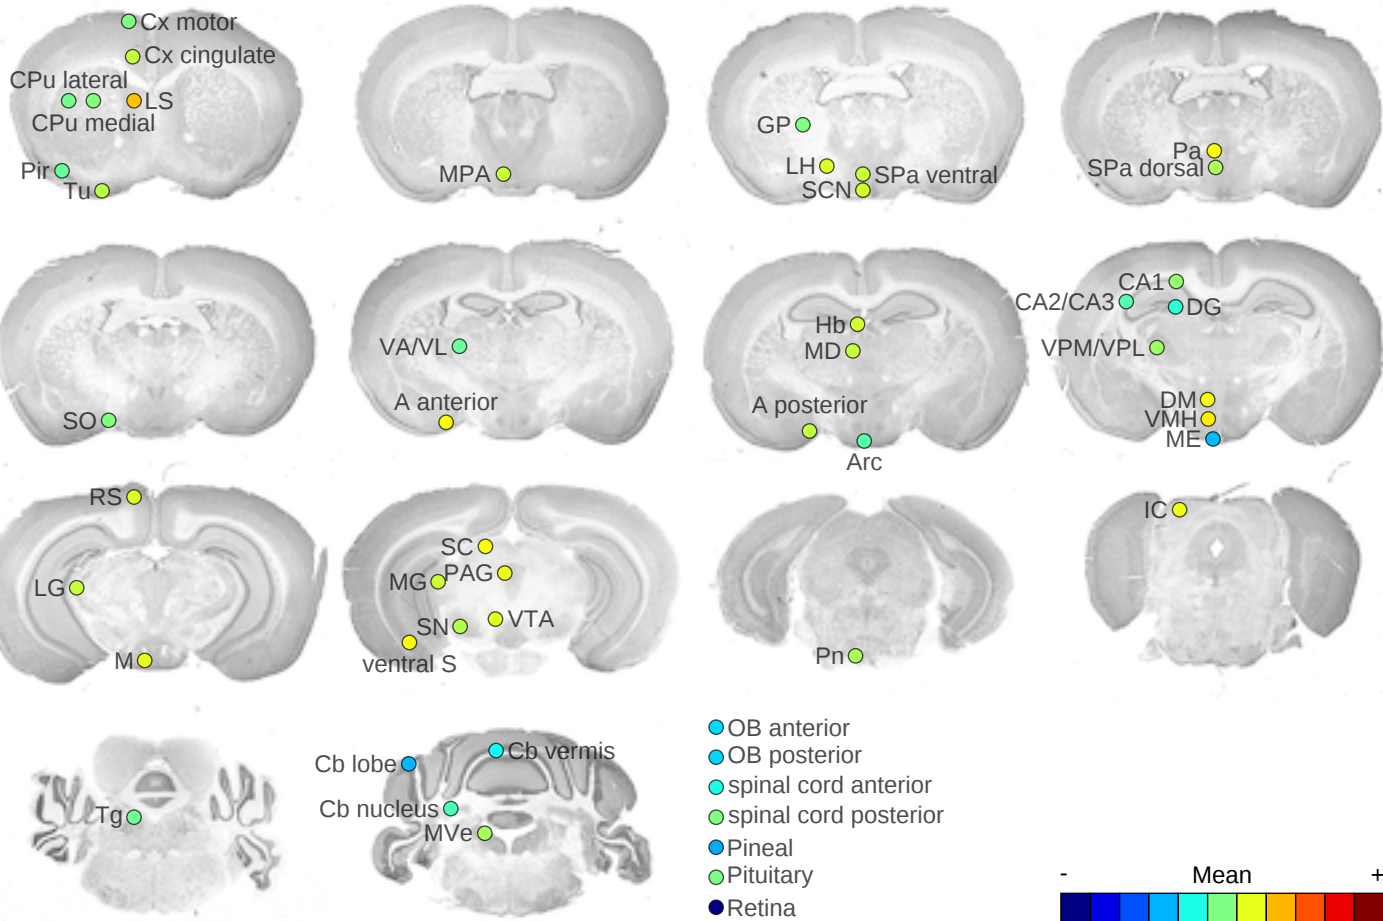 Cx motor
Cx cingulate
CPu lateral
LS
CPu medial
Pir
Tu
MPA
GP
LH
SPa ventral
SCN
Pa
SPa dorsal
SO
VA/VL
A anterior
Hb
MD
A posterior
Arc
CA1
CA2/CA3
DG
VPM/VPL
DM
VMH
ME
RS
LG
M
SC
PAG
MG
VTA
SN
ventral S
Pn
IC
Tg
Cb lobe
Cb vermis
Cb nucleus
MVe
OB anterior
OB posterior
spinal cord anterior
spinal cord posterior
Pineal
Pituitary
Retina
- Mean +